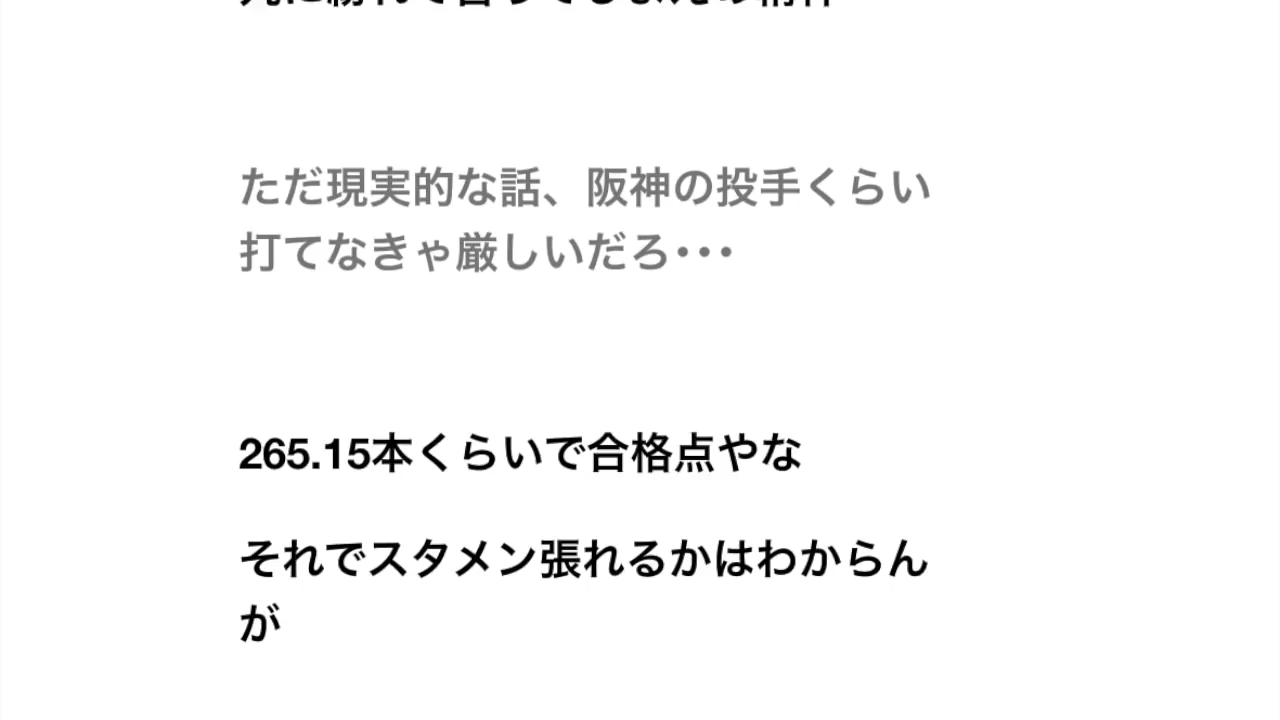 ただ現実的な話、阪神の投手くらい
打てなきゃ厳しいだろ･･･
265.15本くらいで合格点やな
それでスタメン張れるかはわからん
が